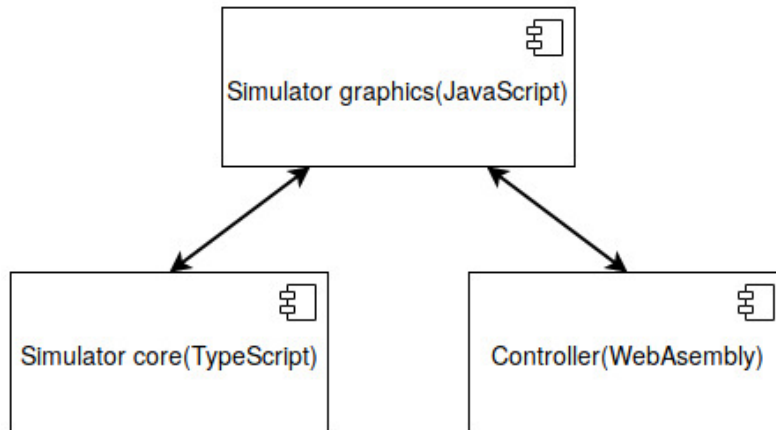 Simulator graphics(JavaScript)
Simulator core(TypeScript)
Controller(WebAsembly)